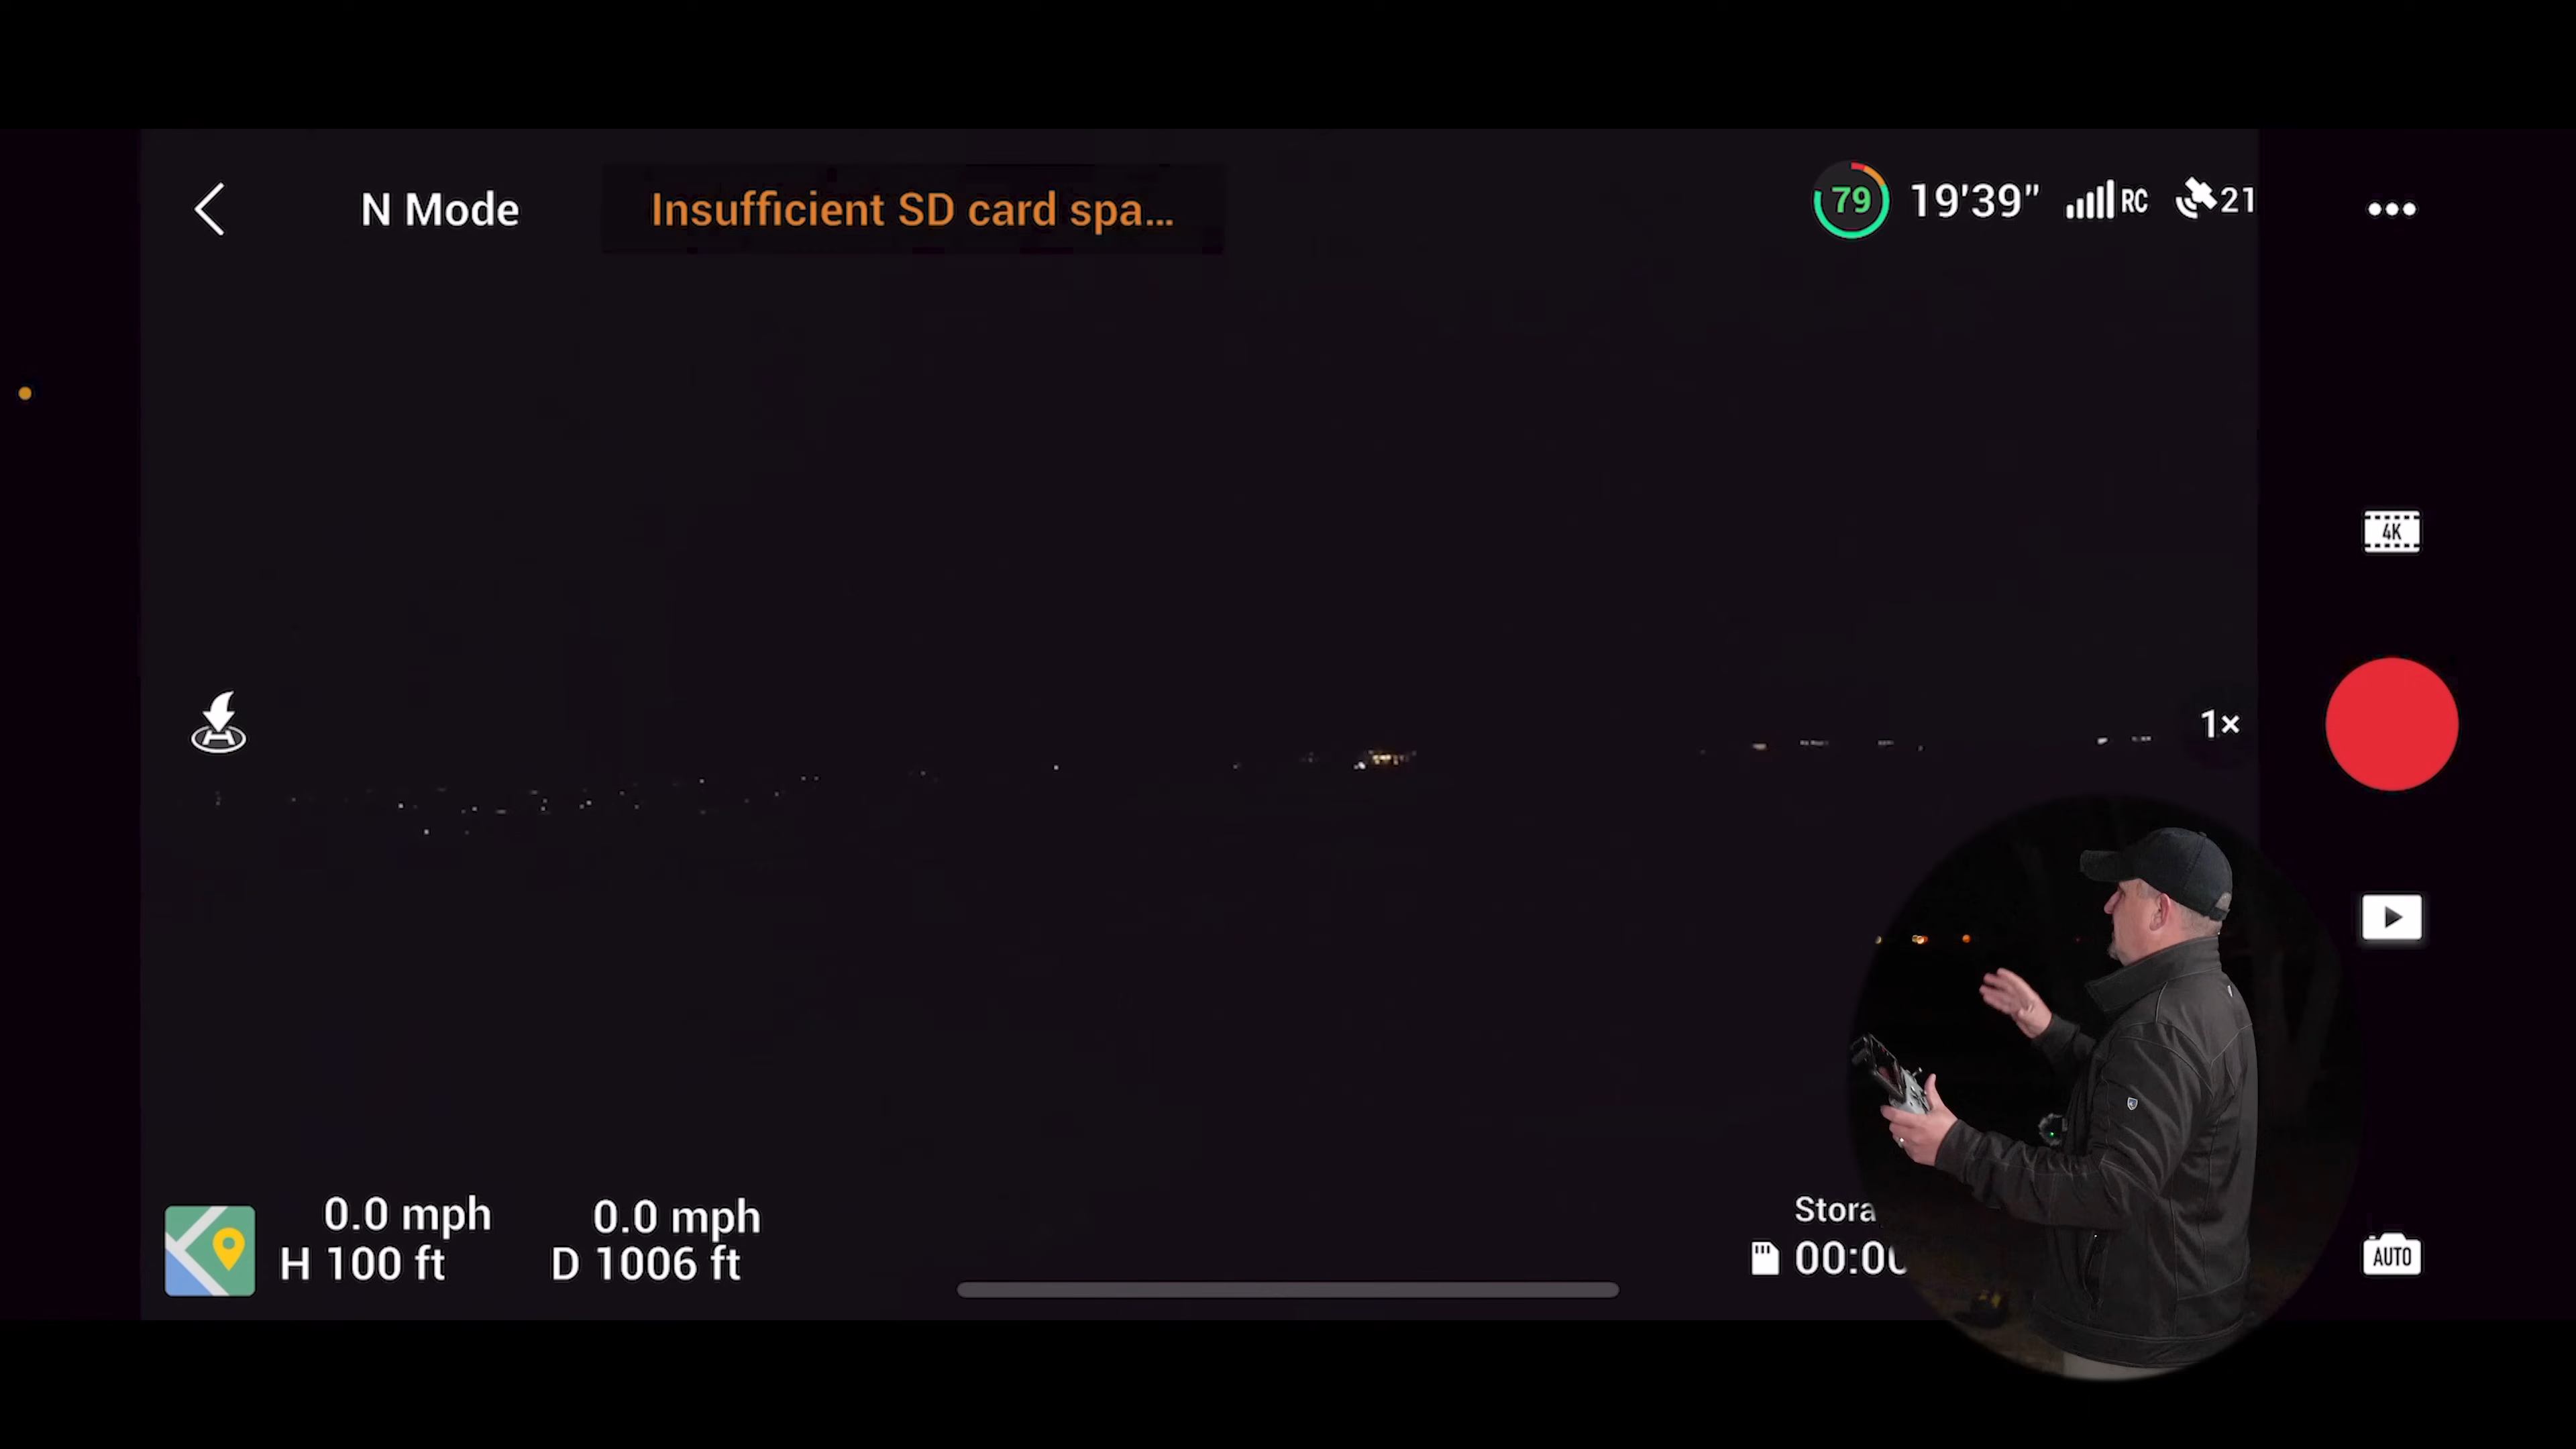 N Mode
Insufficient SD card spa...
79
19'39"
RC
21
4K
1×
0.0 mph
0.0 mph
H 100 ft
D 1006 ft
Stora
00:00
AUTO